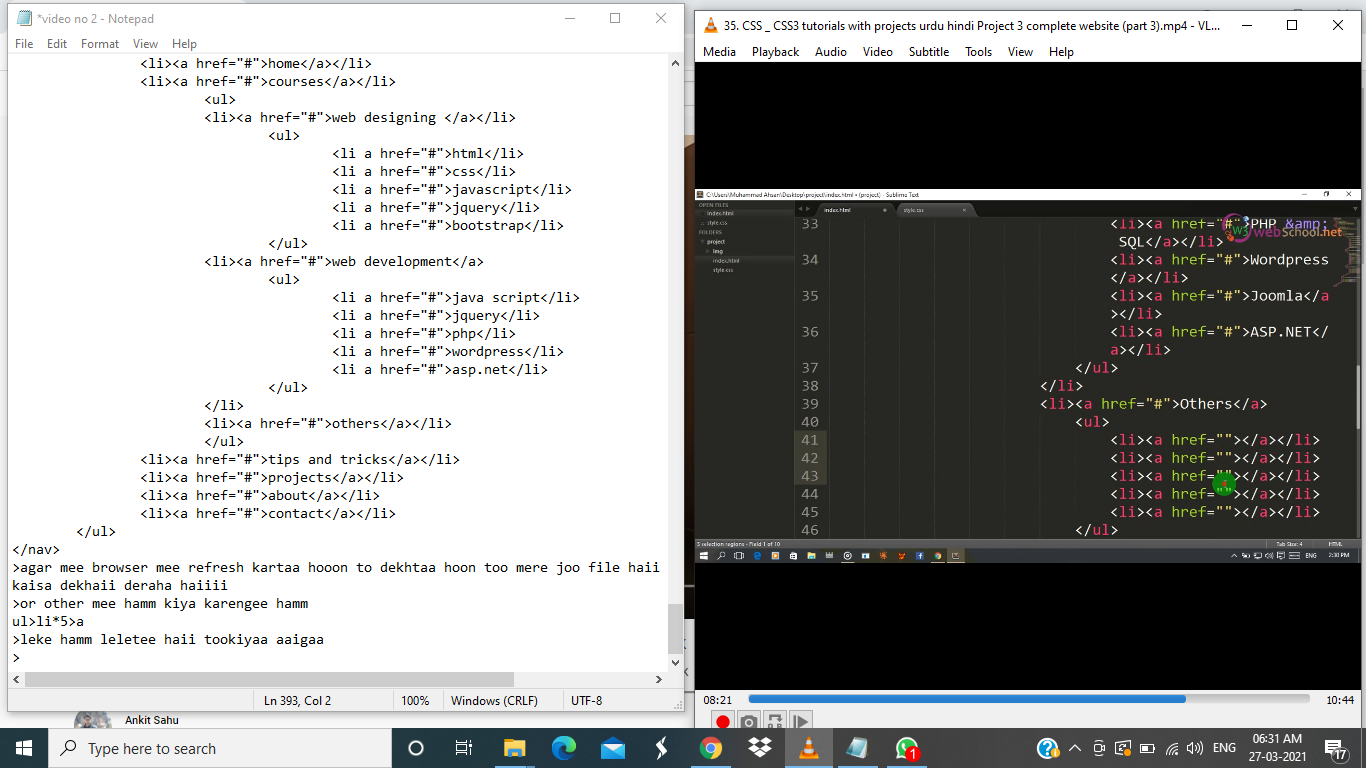 *video no 2 - Notepad
File Edit Format View Help
<li><a href="#">home</a></li>
<li><a href="#">courses</a></li>
<ul>
<li><a href="#">web designing </a></li>
<ul>
<li a href="#">html</li>
<li a href="#">css</li>
<li a href="#">javascript</li>
<li a href="#">jquery</li>
<li a href="#">bootstrap</li>
</ul>
<li><a href="#">web development</a>
<ul>
<li a href="#">java script</li>
<li a href="#">jquery</li>
<li a href="#">php</li>
<li a href="#">wordpress</li>
<li a href="#">asp.net</li>
</ul>
</li>
<li><a href="#">others</a></li>
</ul>
<li><a href="#">tips and tricks</a></li>
<li><a href="#">projects</a></li>
<li><a href="#">about</a></li>
<li><a href="#">contact</a></li>
</ul>
</nav>
>agar mee browser mee refresh kartaa hooon to dekhtaa hoon too mere joo file haii
kaisa dekhaii deraha haiiii
>or other mee hamm kiya karengee hamm
ul>li*5>a
>leke hamm leletee haii tookiyaa aaigaa
>
Ln 393, Col 2 100% Windows (CRLF) UTF-8
Ankit Sahu
35. CSS _ CSS3 tutorials with projects urdu hindi Project 3 complete website (part 3).mp4 - VL...
Media Playback Audio Video Subtitle Tools View Help
C:\Users\Muhammad Ahsan\Desktop\project\index.html • (project) - Sublime Text
OPEN FILES
index.html
style.css
FOLDERS
project
img
index.html
style.css
index.html style.css
33 <li><a href="#">PHP &amp;
SQL</a></li>
34 <li><a href="#">Wordpress
</a></li>
35 <li><a href="#">Joomla</a
></li>
36 <li><a href="#">ASP.NET</
a></li>
37 </ul>
38 </li>
39 <li><a href="#">Others</a>
40 <ul>
41 <li><a href=""></a></li>
42 <li><a href=""></a></li>
43 <li><a href=""></a></li>
44 <li><a href=""></a></li>
45 <li><a href=""></a></li>
46 </ul>
W3 webSchool.net
5 selection regions - Field 1 of 10 Tab Size: 4 HTML
ENG 2:30 PM
08:21 10:44
Type here to search
1
ENG
06:31 AM
27-03-2021
17